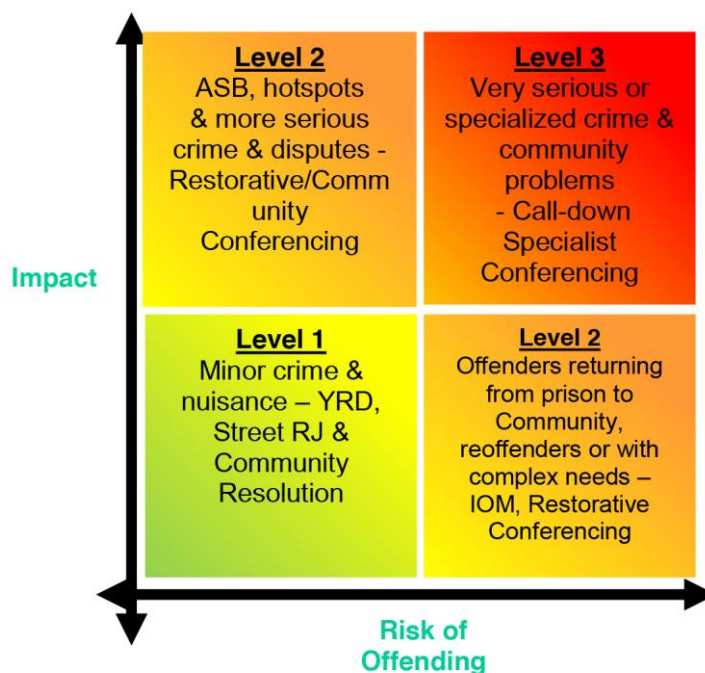 Level 2
ASB, hotspots
& more serious
crime & disputes -
Restorative/Comm
unity
Conferencing
Level 3
Very serious or
specialized crime &
community
problems
- Call-down
Specialist
Conferencing
Impact
Level 1
Minor crime &
nuisance – YRD,
Street RJ &
Community
Resolution
Level 2
Offenders returning
from prison to
Community,
reoffenders or with
complex needs –
IOM, Restorative
Conferencing
Risk of
Offending